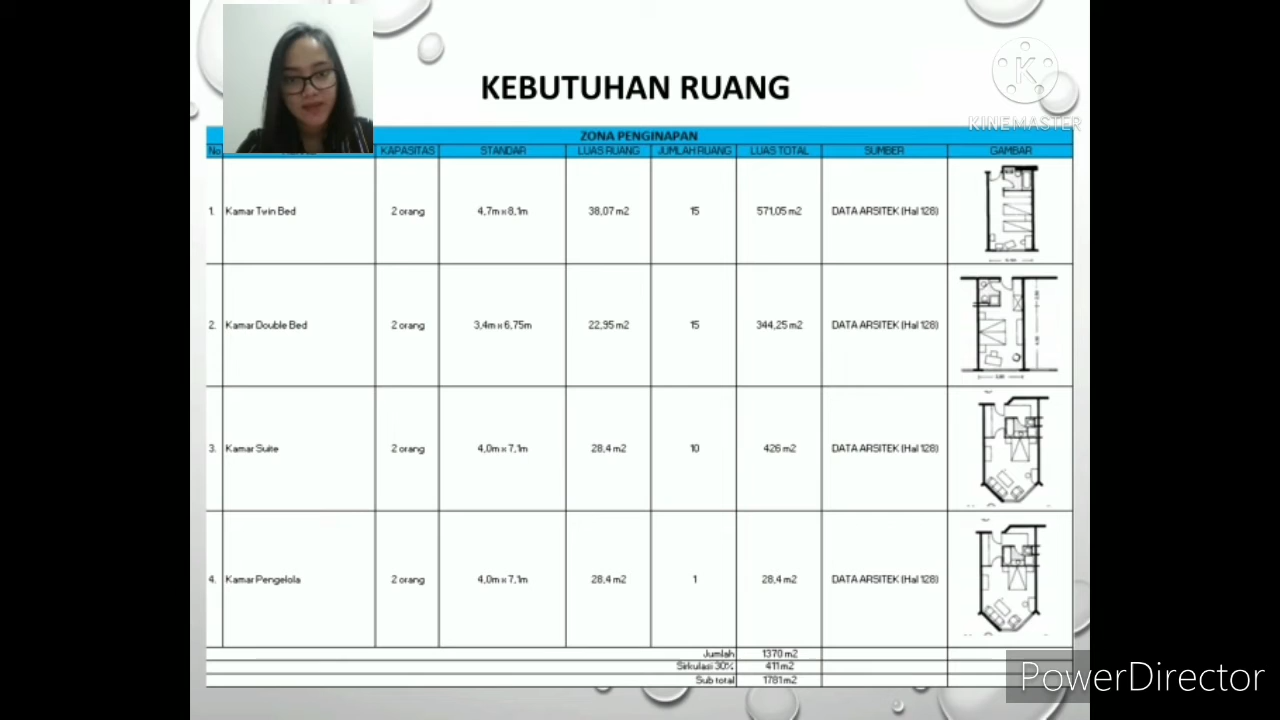 KEBUTUHAN RUANG
KINEMASTER
ZONA PENGINAPAN
No KAPASITAS STANDAR LUAS RUANG JUMLAH RUANG LUAS TOTAL SUMBER GAMBAR
1. Kamar Twin Bed 2 orang 4,7m x 8,1m 38,07 m2 15 571,05 m2 DATA ARSITEK (Hal 128)
2. Kamar Double Bed 2 orang 3,4m x 6,75m 22,95 m2 15 344,25 m2 DATA ARSITEK (Hal 128)
3. Kamar Suite 2 orang 4,0m x 7,1m 28,4 m2 10 426 m2 DATA ARSITEK (Hal 128)
4. Kamar Pengelola 2 orang 4,0m x 7,1m 28,4 m2 1 28,4 m2 DATA ARSITEK (Hal 128)
Jumlah 1370 m2
Sirkulasi 30% 411 m2
Sub total 1781 m2
PowerDirector